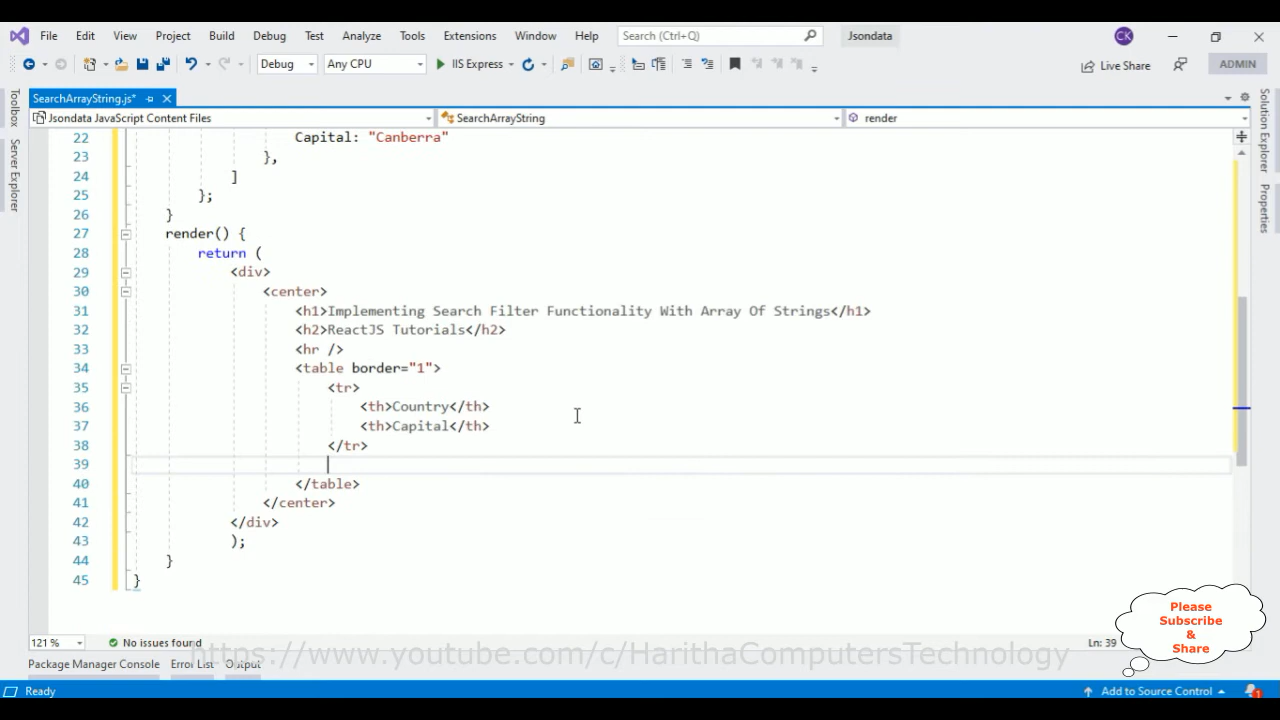 File Edit View Project Build Debug Test Analyze Tools Extensions Window Help Search (Ctrl+Q) Jsondata CK
Debug Any CPU IIS Express Live Share ADMIN
SearchArrayString.js*
Jsondata JavaScript Content Files SearchArrayString render
Toolbox
Server Explorer
Solution Explorer
Properties
22 Capital: "Canberra"
23 },
24 ]
25 };
26 }
27 render() {
28 return (
29 <div>
30 <center>
31 <h1>Implementing Search Filter Functionality With Array Of Strings</h1>
32 <h2>ReactJS Tutorials</h2>
33 <hr />
34 <table border="1">
35 <tr>
36 <th>Country</th>
37 <th>Capital</th>
38 </tr>
39
40 </table>
41 </center>
42 </div>
43 );
44 }
45 }
Please
Subscribe
&
Share
121 % No issues found Ln: 39
https://www.youtube.com/c/HarithaComputersTechnology
Package Manager Console Error List Output
Ready Add to Source Control 1